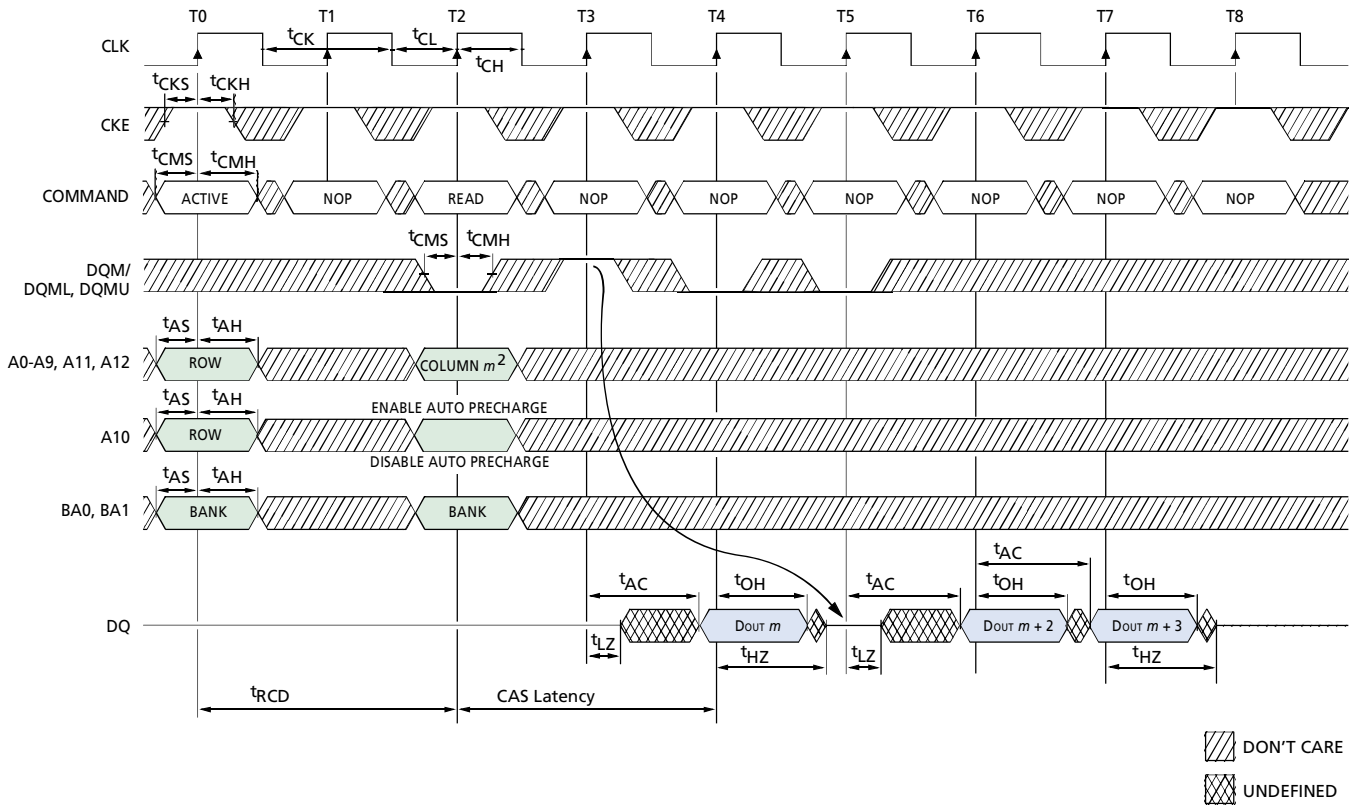 T0 T1 T2 T3 T4 T5 T6 T7 T8
CLK
tCK tCL
tCH
tCKS tCKH
CKE
tCMS tCMH
COMMAND ACTIVE NOP READ NOP NOP NOP NOP NOP NOP
tCMS tCMH
DQM/
DQML, DQMU
tAS tAH
A0-A9, A11, A12 ROW COLUMN m2
tAS tAH
ENABLE AUTO PRECHARGE
A10 ROW
DISABLE AUTO PRECHARGE
tAS tAH
BA0, BA1 BANK BANK
tAC
tAC tOH tAC tOH tOH
DQ DOUT m DOUT m + 2 DOUT m + 3
tLZ tHZ tLZ tHZ
tRCD CAS Latency
DON'T CARE
UNDEFINED